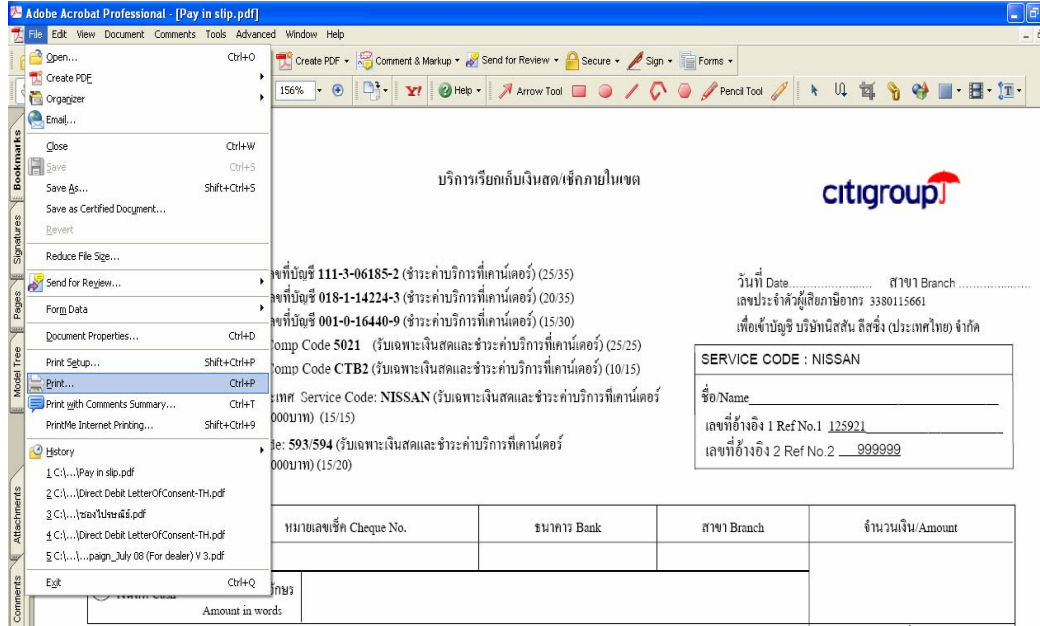 Adobe Acrobat Professional - [Pay in slip.pdf]
File Edit View Document Comments Tools Advanced Window Help
Create PDF Comment & Markup Send for Review Secure Sign Forms
156% Y! Help Arrow Tool Pencil Tool
Open... Ctrl+O
Create PDF
Organizer
Email...
Close Ctrl+W
Save Ctrl+S
Save As... Shift+Ctrl+S
Save as Certified Document...
Revert
Reduce File Size...
Send for Review...
Form Data
Document Properties... Ctrl+D
Print Setup... Shift+Ctrl+P
Print... Ctrl+P
Print with Comments Summary... Ctrl+T
PrintMe Internet Printing... Shift+Ctrl+9
History
1 C:\...\Pay in slip.pdf
2 C:\...\Direct Debit LetterOfConsent-TH.pdf
3 C:\...\ซองไปรษณีย์.pdf
4 C:\...\Direct Debit LetterOfConsent-TH.pdf
5 C:\...\...paign_July 08 (For dealer) V 3.pdf
Exit Ctrl+Q
Bookmarks
Signatures
Pages
Model Tree
Attachments
Comments
บริการเรียกเก็บเงินสด/เช็คภายในเขต
citigroup
ลขที่บัญชี 111-3-06185-2 (ชำระค่าบริการที่เคาน์เตอร์) (25/35)
ลขที่บัญชี 018-1-14224-3 (ชำระค่าบริการที่เคาน์เตอร์) (20/35)
ลขที่บัญชี 001-0-16440-9 (ชำระค่าบริการที่เคาน์เตอร์) (15/30)
Comp Code 5021 (รับเฉพาะเงินสดและชำระค่าบริการที่เคาน์เตอร์) (25/25)
Comp Code CTB2 (รับเฉพาะเงินสดและชำระค่าบริการที่เคาน์เตอร์) (10/15)
ะเทศ Service Code: NISSAN (รับเฉพาะเงินสดและชำระค่าบริการที่เคาน์เตอร์
000บาท) (15/15)
de: 593/594 (รับเฉพาะเงินสดและชำระค่าบริการที่เคาน์เตอร์
000บาท) (15/20)
วันที่ Date........................ สาขา Branch .....................
เลขประจำตัวผู้เสียภาษีอากร 3380115661
เพื่อเข้าบัญชี บริษัทนิสสัน ลีสซิ่ง (ประเทศไทย) จำกัด
SERVICE CODE : NISSAN
ชื่อ/Name
เลขที่อ้างอิง 1 Ref No.1 125921
เลขที่อ้างอิง 2 Ref No.2 999999
หมายเลขเช็ค Cheque No. ธนาคาร Bank สาขา Branch จำนวนเงิน/Amount
Cash
ักษร
Amount in words